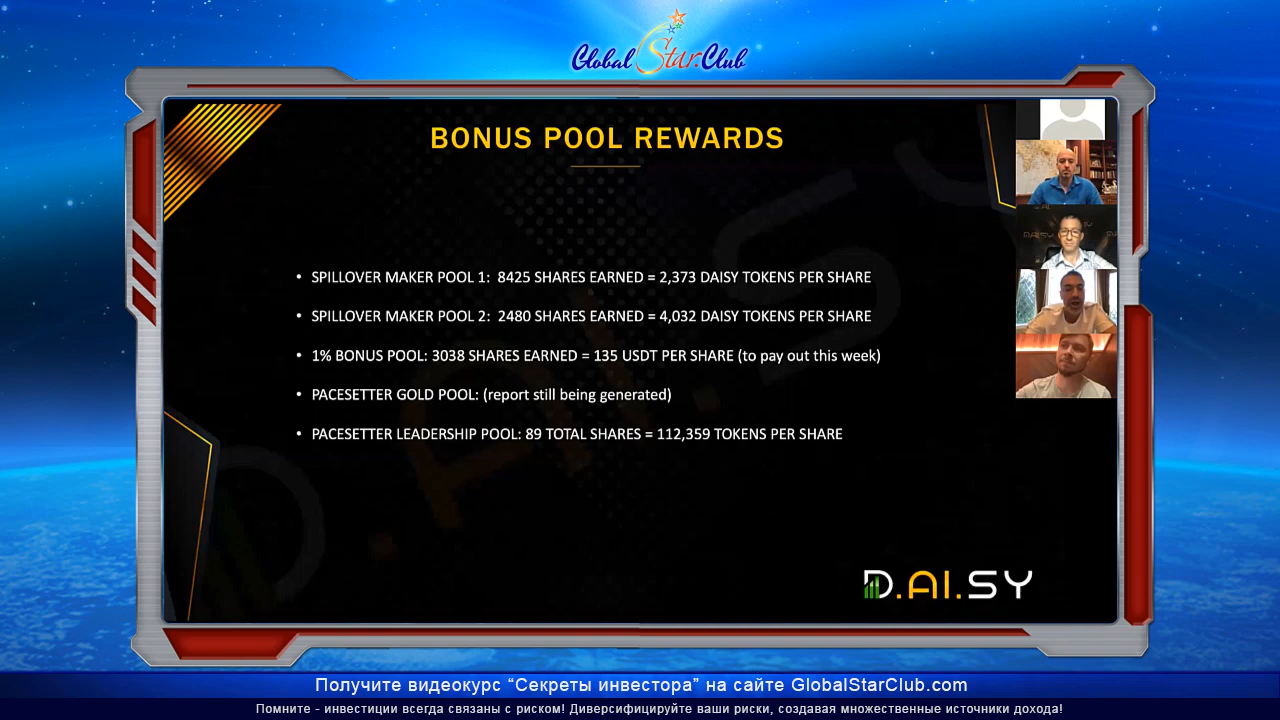 Global Star.Club
BONUS POOL REWARDS
• SPILLOVER MAKER POOL 1: 8425 SHARES EARNED = 2,373 DAISY TOKENS PER SHARE
• SPILLOVER MAKER POOL 2: 2480 SHARES EARNED = 4,032 DAISY TOKENS PER SHARE
• 1% BONUS POOL: 3038 SHARES EARNED = 135 USDT PER SHARE (to pay out this week)
• PACESETTER GOLD POOL: (report still being generated)
• PACESETTER LEADERSHIP POOL: 89 TOTAL SHARES = 112,359 TOKENS PER SHARE
D.AI.SY
Получите видеокурс “Секреты инвестора” на сайте GlobalStarClub.com
Помните - инвестиции всегда связаны с риском! Диверсифицируйте ваши риски, создавая множественные источники дохода!